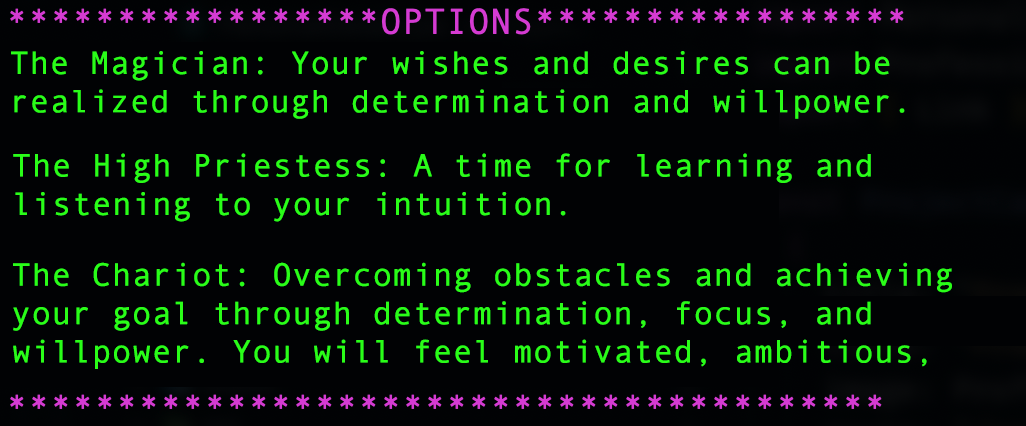 *****************OPTIONS*****************
The Magician: Your wishes and desires can be
realized through determination and willpower.
The High Priestess: A time for learning and
listening to your intuition.
The Chariot: Overcoming obstacles and achieving
your goal through determination, focus, and
willpower. You will feel motivated, ambitious,
****************************************